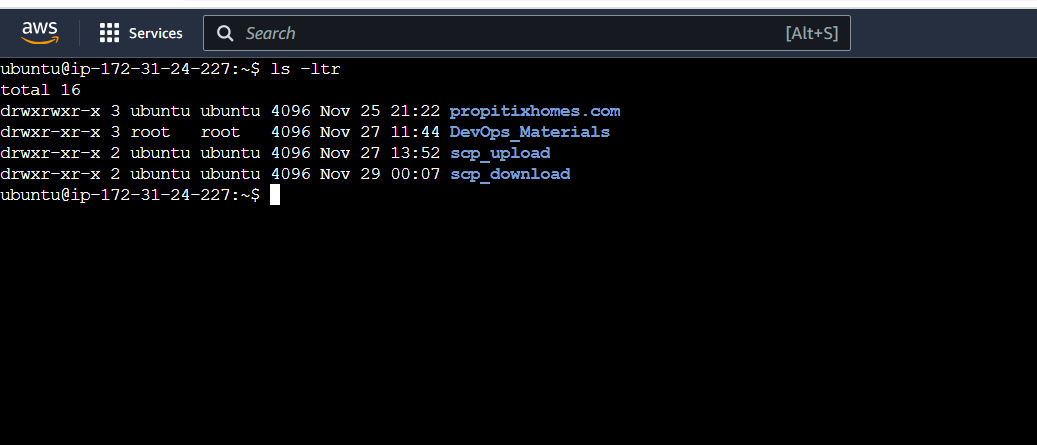 aws Services Search [Alt+S]
ubuntu@ip-172-31-24-227:~$ ls -ltr
total 16
drwxrwxr-x 3 ubuntu ubuntu 4096 Nov 25 21:22 propitixhomes.com
drwxr-xr-x 3 root   root   4096 Nov 27 11:44 DevOps_Materials
drwxr-xr-x 2 ubuntu ubuntu 4096 Nov 27 13:52 scp_upload
drwxr-xr-x 2 ubuntu ubuntu 4096 Nov 29 00:07 scp_download
ubuntu@ip-172-31-24-227:~$